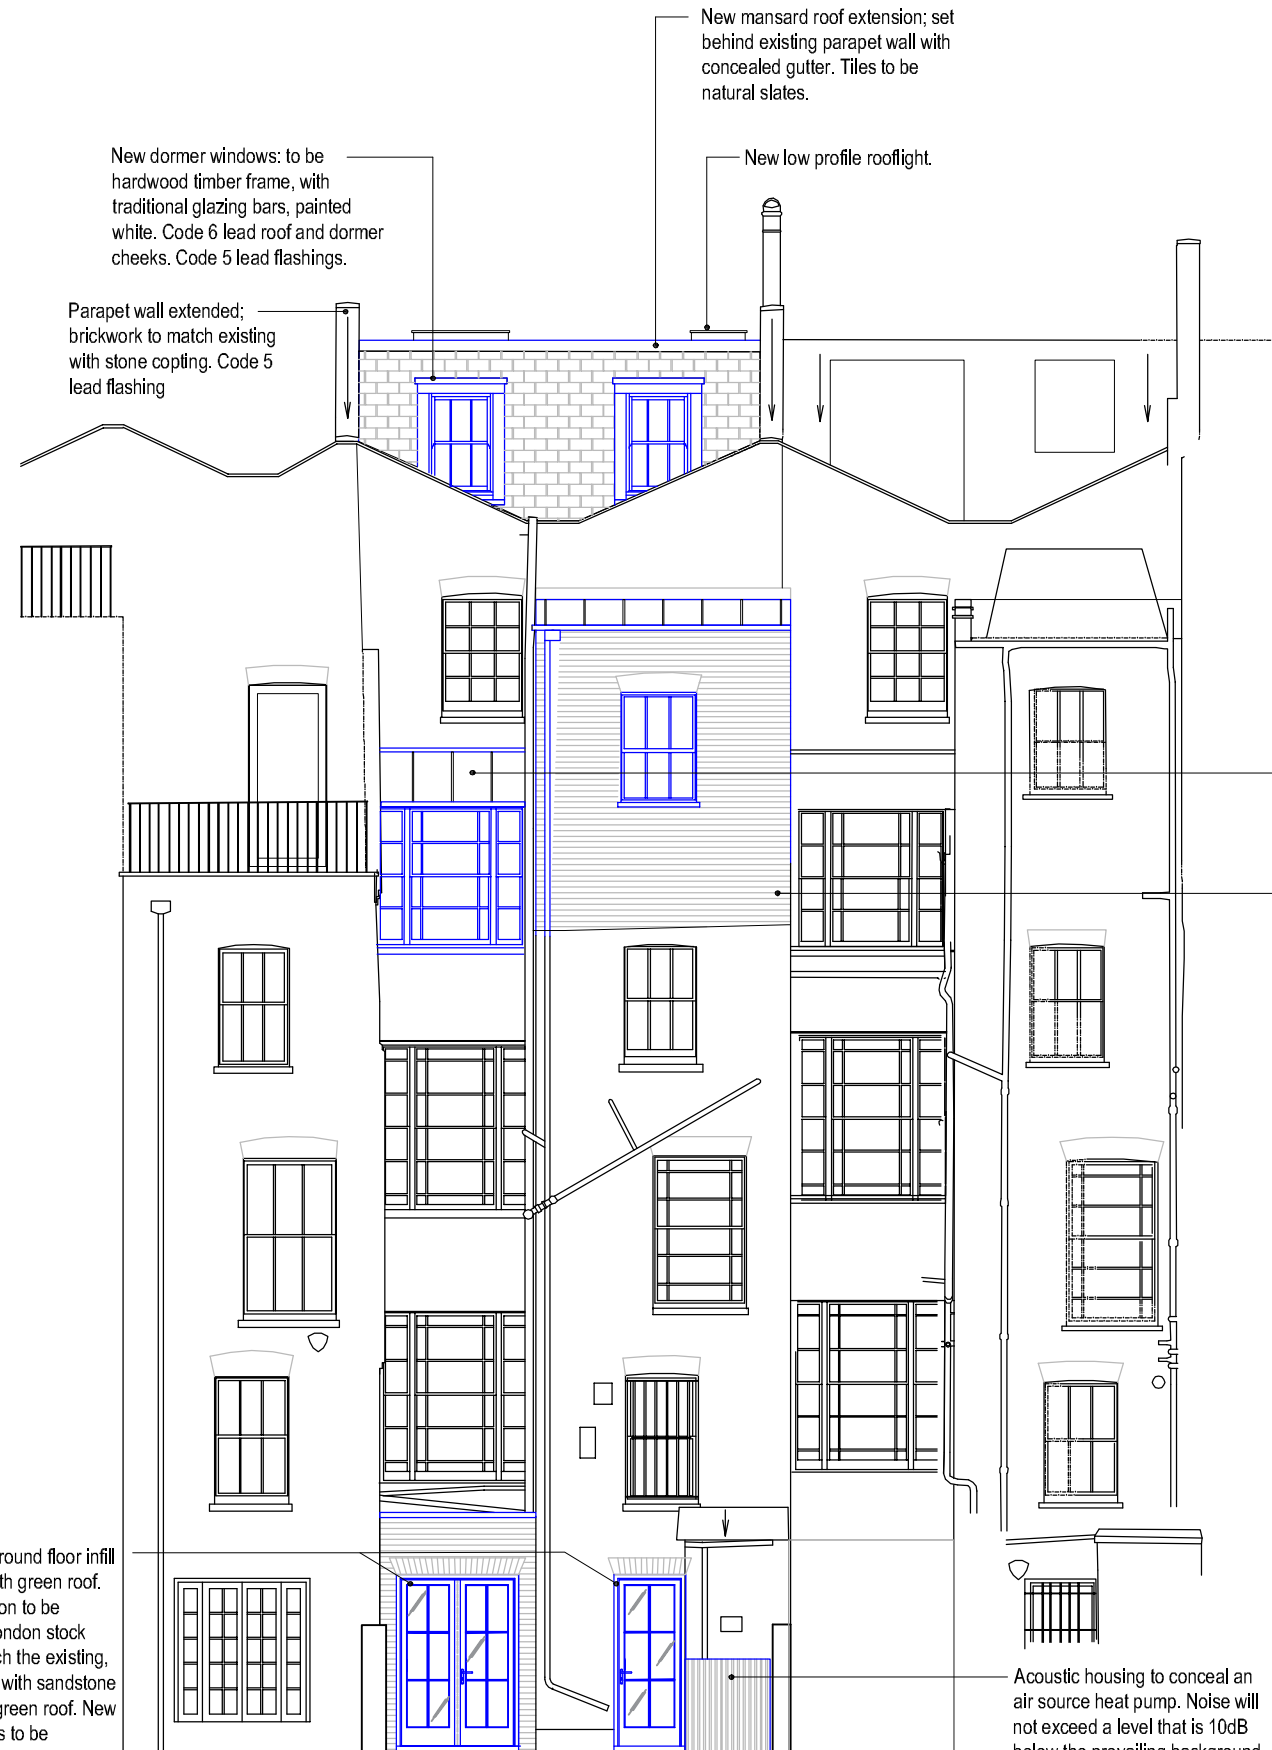 New mansard roof extension; set
behind existing parapet wall with
concealed gutter. Tiles to be
natural slates.
New dormer windows: to be
hardwood timber frame, with
traditional glazing bars, painted
white. Code 6 lead roof and dormer
cheeks. Code 5 lead flashings.
New low profile rooflight.
Parapet wall extended;
brickwork to match existing
with stone copting. Code 5
lead flashing
round floor infill
th green roof.
on to be
ondon stock
ch the existing,
with sandstone
green roof. New
s to be
Acoustic housing to conceal an
air source heat pump. Noise will
not exceed a level that is 10dB
below the prevailing background